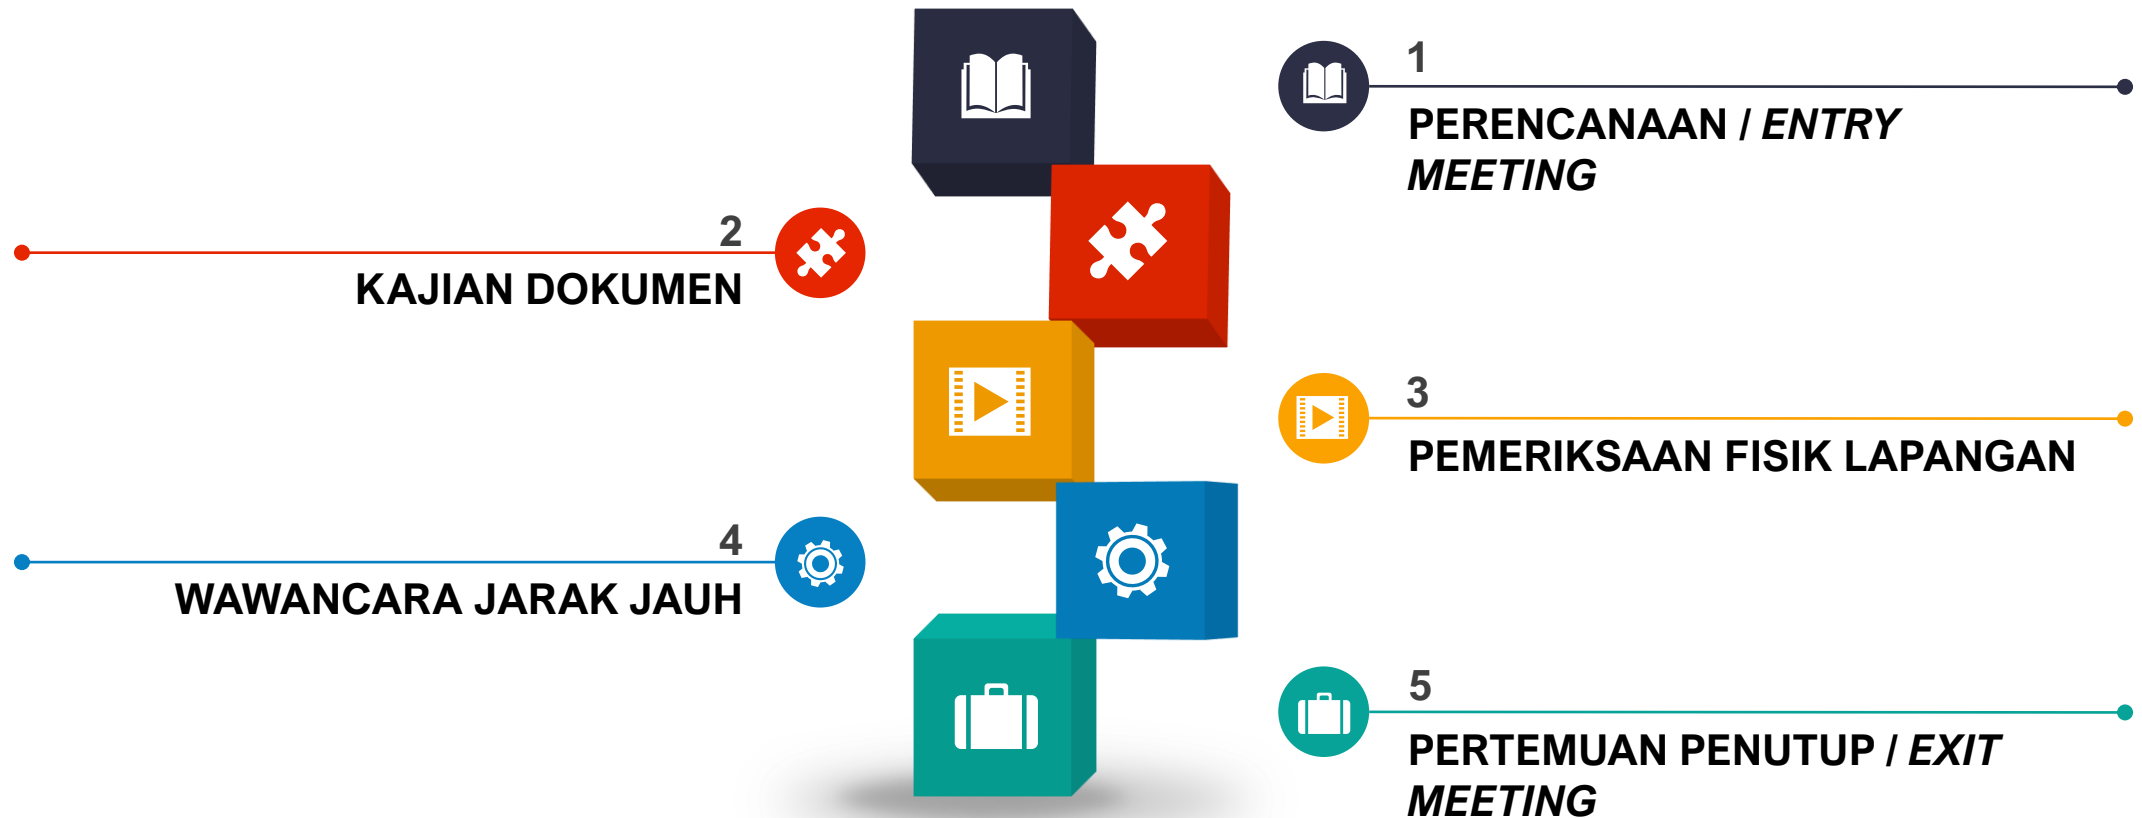 1
PERENCANAAN / ENTRY
MEETING
2
KAJIAN DOKUMEN
3
PEMERIKSAAN FISIK LAPANGAN
4
WAWANCARA JARAK JAUH
5
PERTEMUAN PENUTUP / EXIT
MEETING